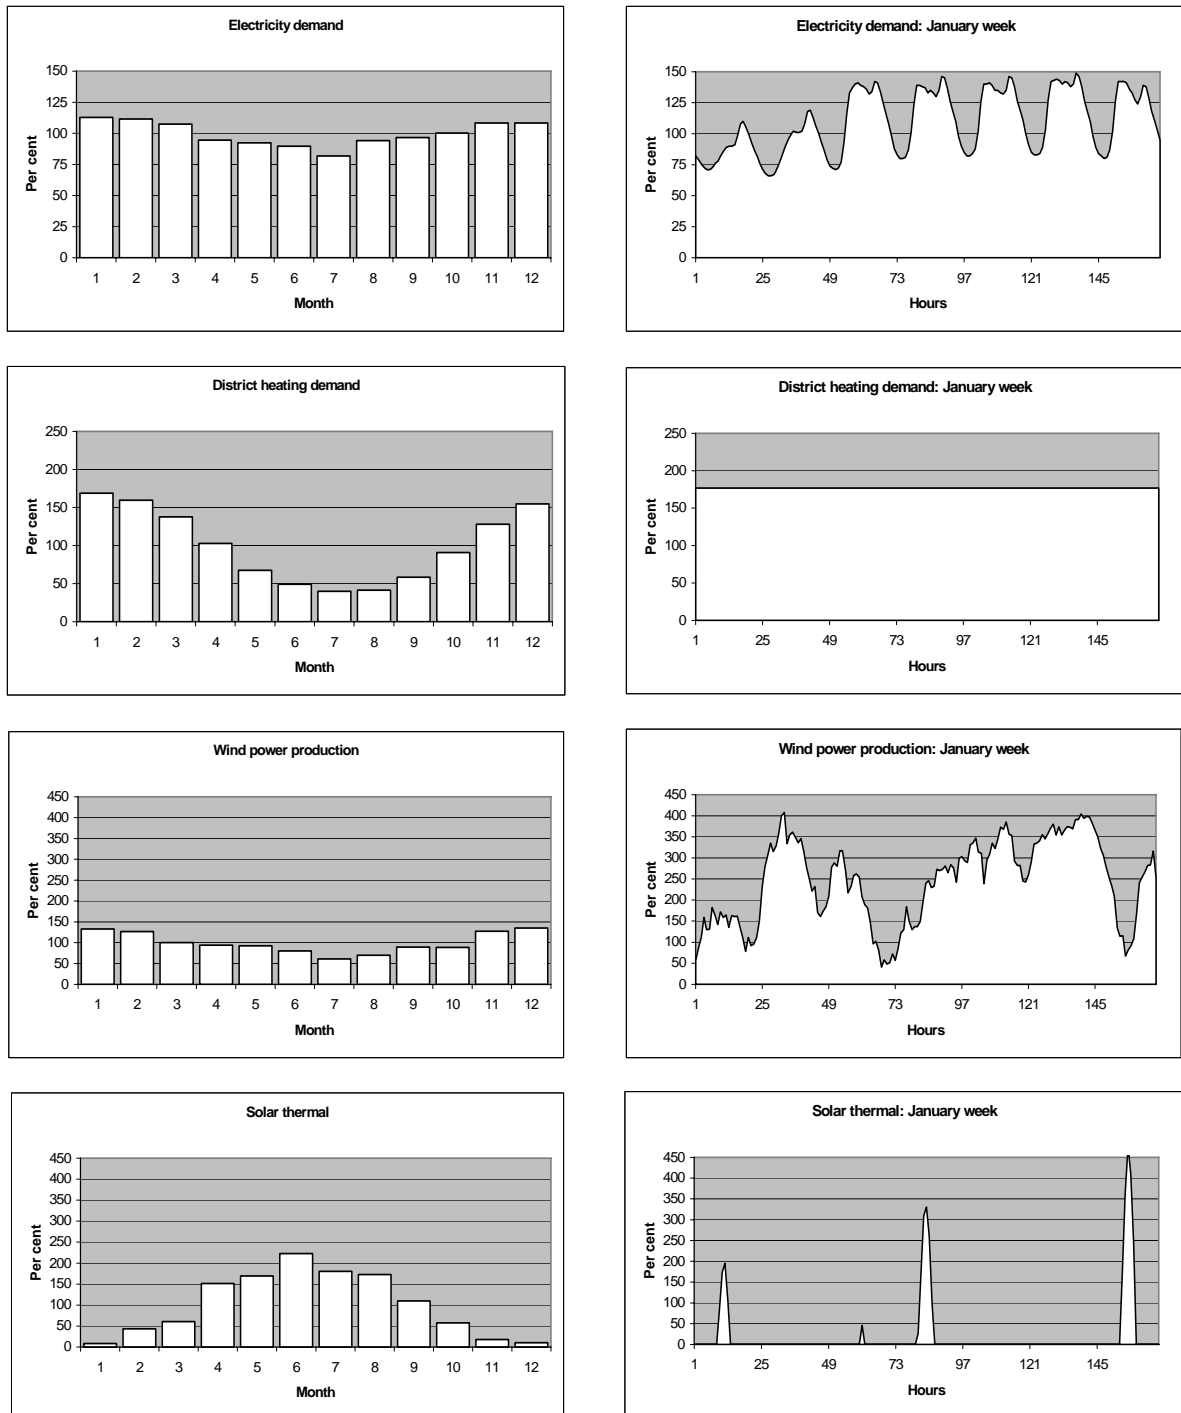 Electricity demand
150
125
100
75
50
25
0
Per cent
1 2 3 4 5 6 7 8 9 10 11 12
Month
Electricity demand: January week
150
125
100
75
50
25
0
Per cent
1 25 49 73 97 121 145
Hours
District heating demand
250
200
150
100
50
0
Per cent
1 2 3 4 5 6 7 8 9 10 11 12
Month
District heating demand: January week
250
200
150
100
50
0
Per cent
1 25 49 73 97 121 145
Hours
Wind power production
450
400
350
300
250
200
150
100
50
0
Per cent
1 2 3 4 5 6 7 8 9 10 11 12
Month
Wind power production: January week
450
400
350
300
250
200
150
100
50
0
Per cent
1 25 49 73 97 121 145
Hours
Solar thermal
450
400
350
300
250
200
150
100
50
0
Per cent
1 2 3 4 5 6 7 8 9 10 11 12
Month
Solar thermal: January week
450
400
350
300
250
200
150
100
50
0
Per cent
1 25 49 73 97 121 145
Hours